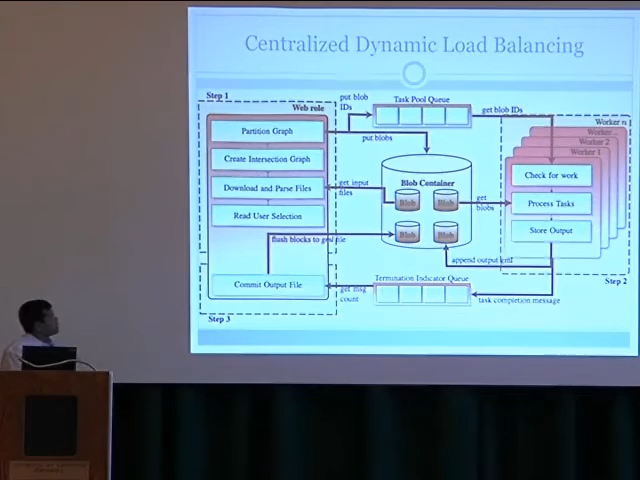 Centralized Dynamic Load Balancing
Step 1
Web role
Partition Graph
Create Intersection Graph
Download and Parse Files
Read User Selection
Commit Output File
Step 3
put blob
IDs
Task Pool Queue
get blob IDs
put blobs
Blob Container
get input
files
Blob
Blob
Blob
Blob
get
blobs
flush blocks to gml file
append output
Termination Indicator Queue
get msg
count
task completion message
Worker n
Worker
Worker 2
Worker 1
Check for work
Process Tasks
Store Output
Step 2